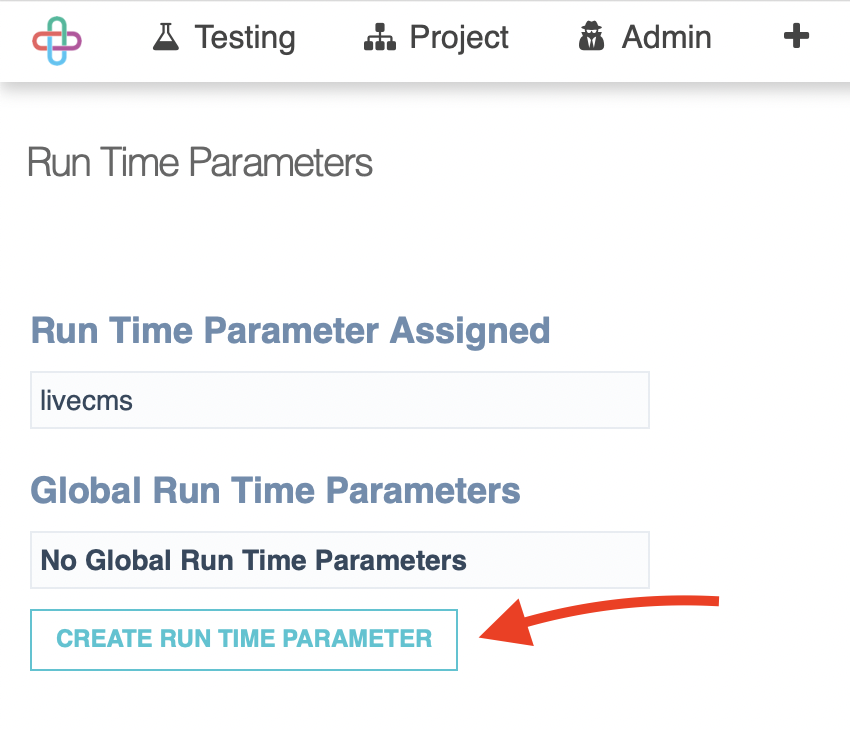 Testing Project Admin
Run Time Parameters
Run Time Parameter Assigned
livecms
Global Run Time Parameters
No Global Run Time Parameters
CREATE RUN TIME PARAMETER